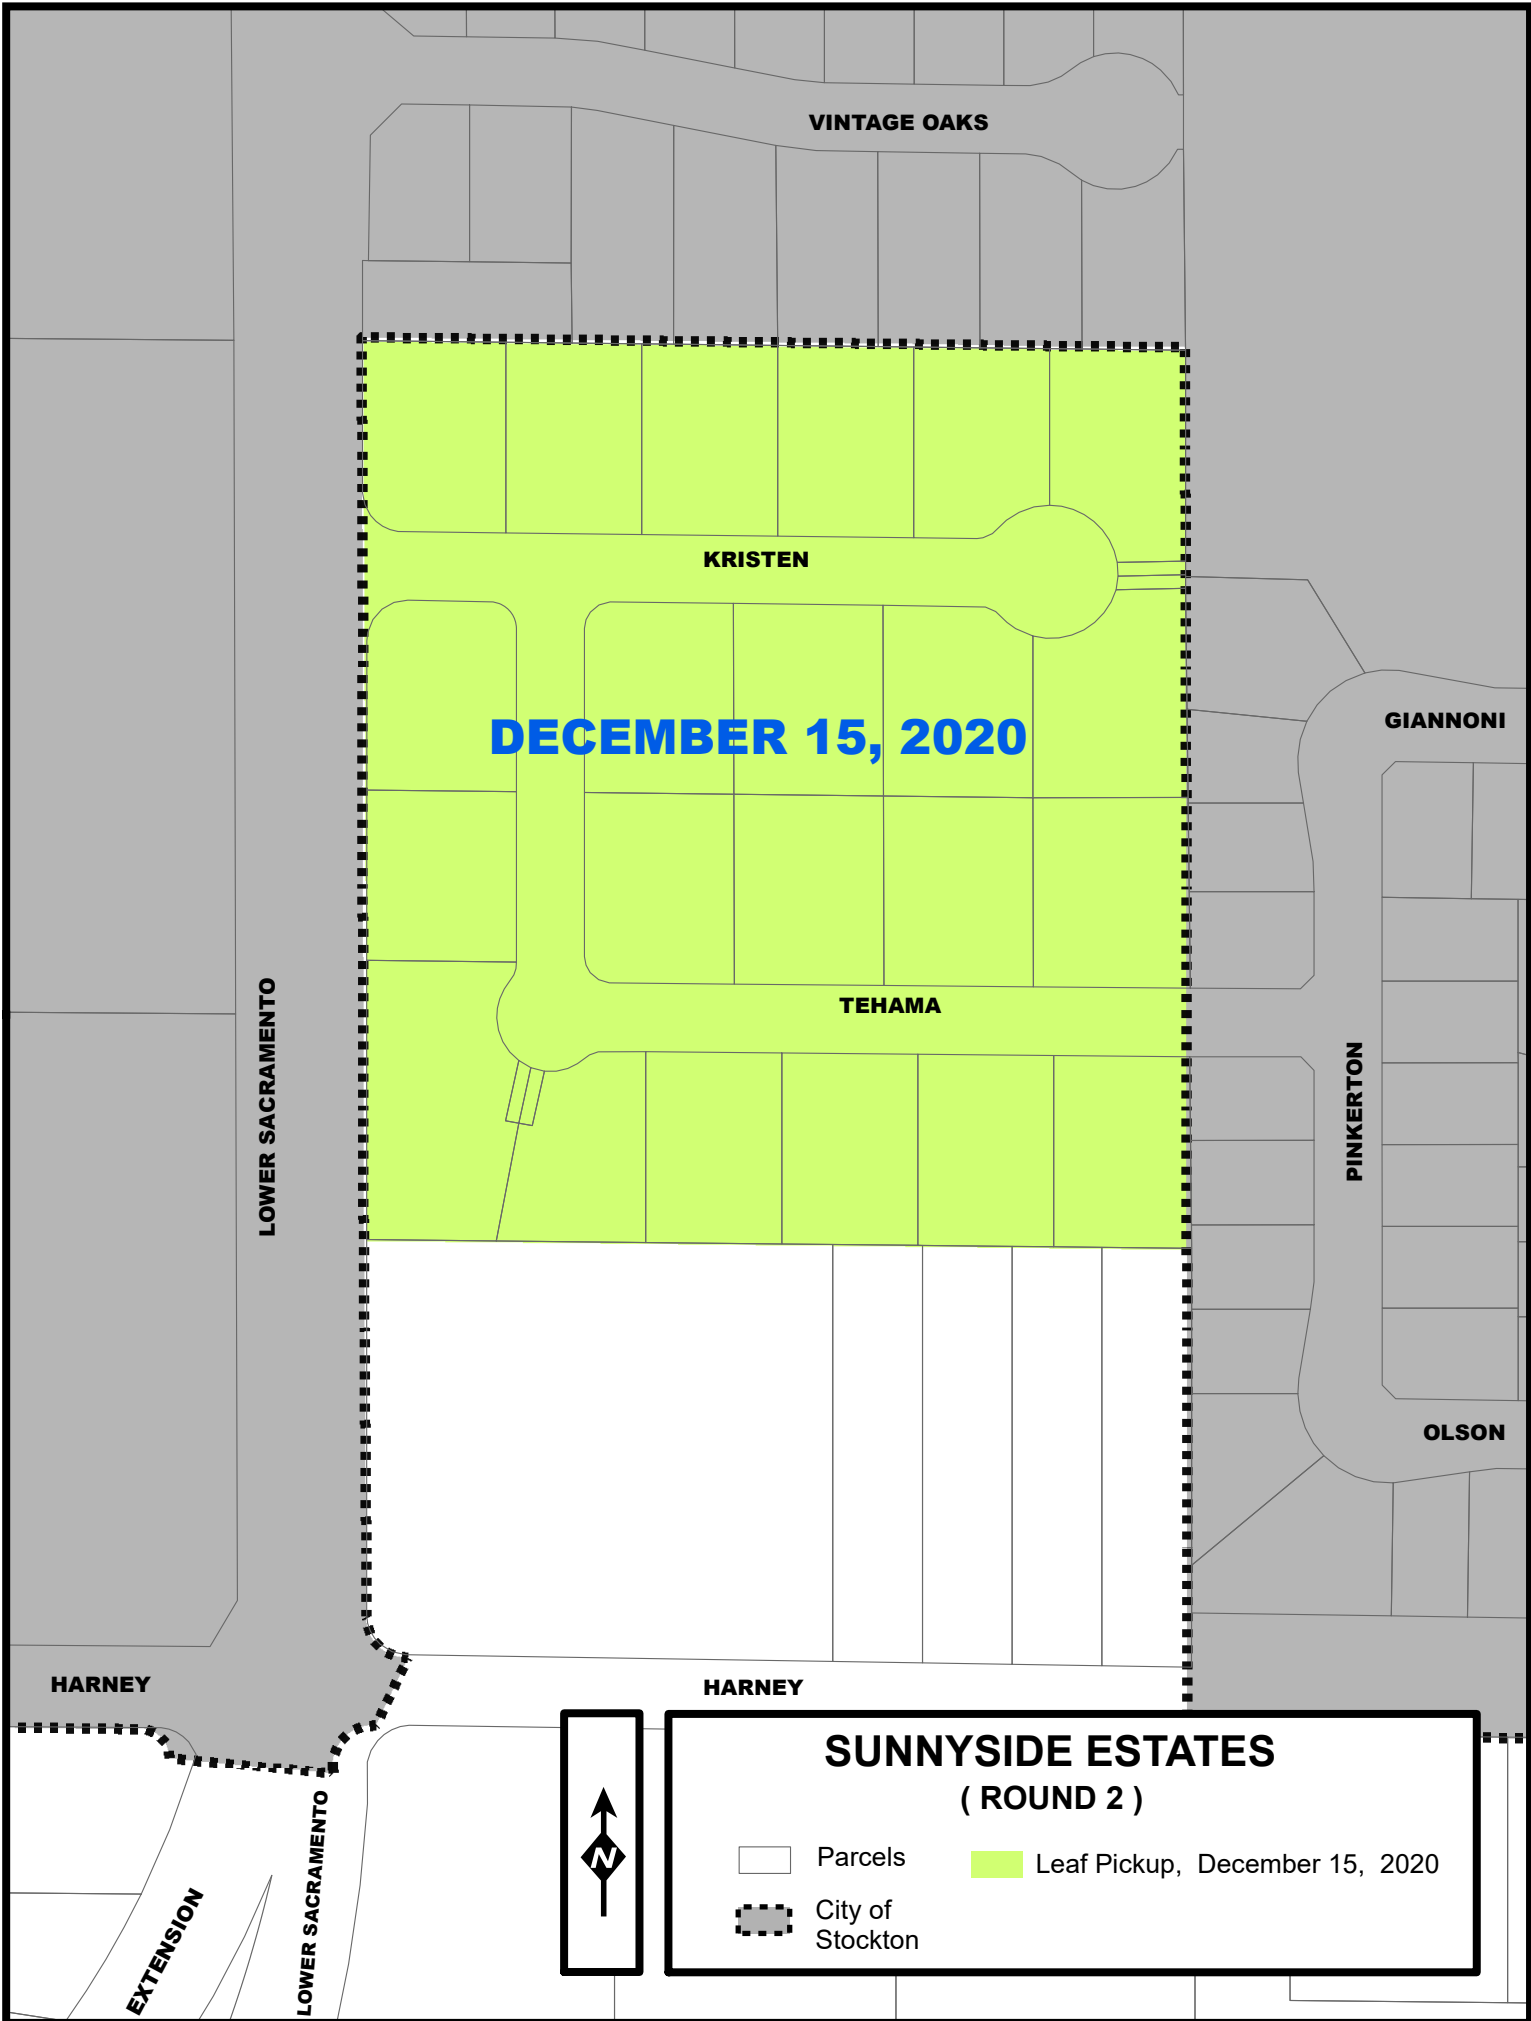 VINTAGE OAKS
KRISTEN
GIANNONI
DECEMBER 15, 2020
TEHAMA
LOWER SACRAMENTO
PINKERTON
OLSON
HARNEY
HARNEY
SUNNYSIDE ESTATES
( ROUND 2 )
Parcels
Leaf Pickup, December 15, 2020
City of
Stockton
N
LOWER SACRAMENTO
EXTENSION